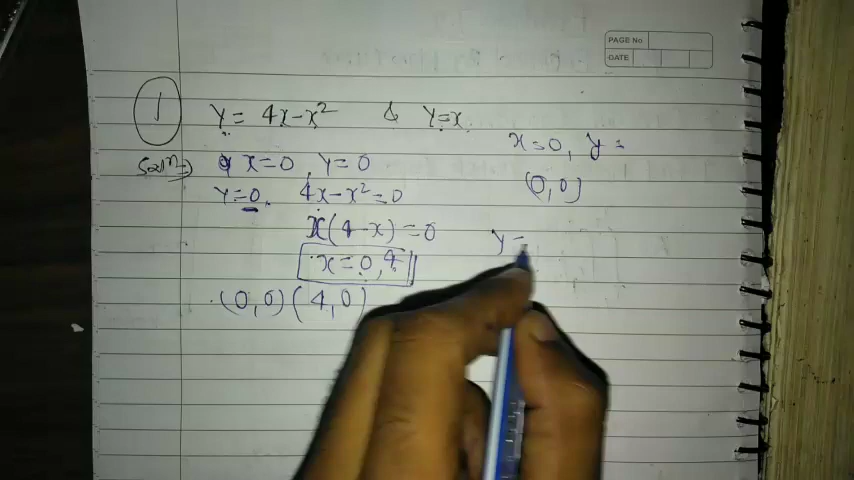 PAGE No
DATE
1
y = 4x-x² & y=x
Soln⇒ x=0, y=0
y=0. 4x-x²=0
x(4-x)=0
x=0,4
(0,0) (4,0)
x=0, y=
(0,0)
y=